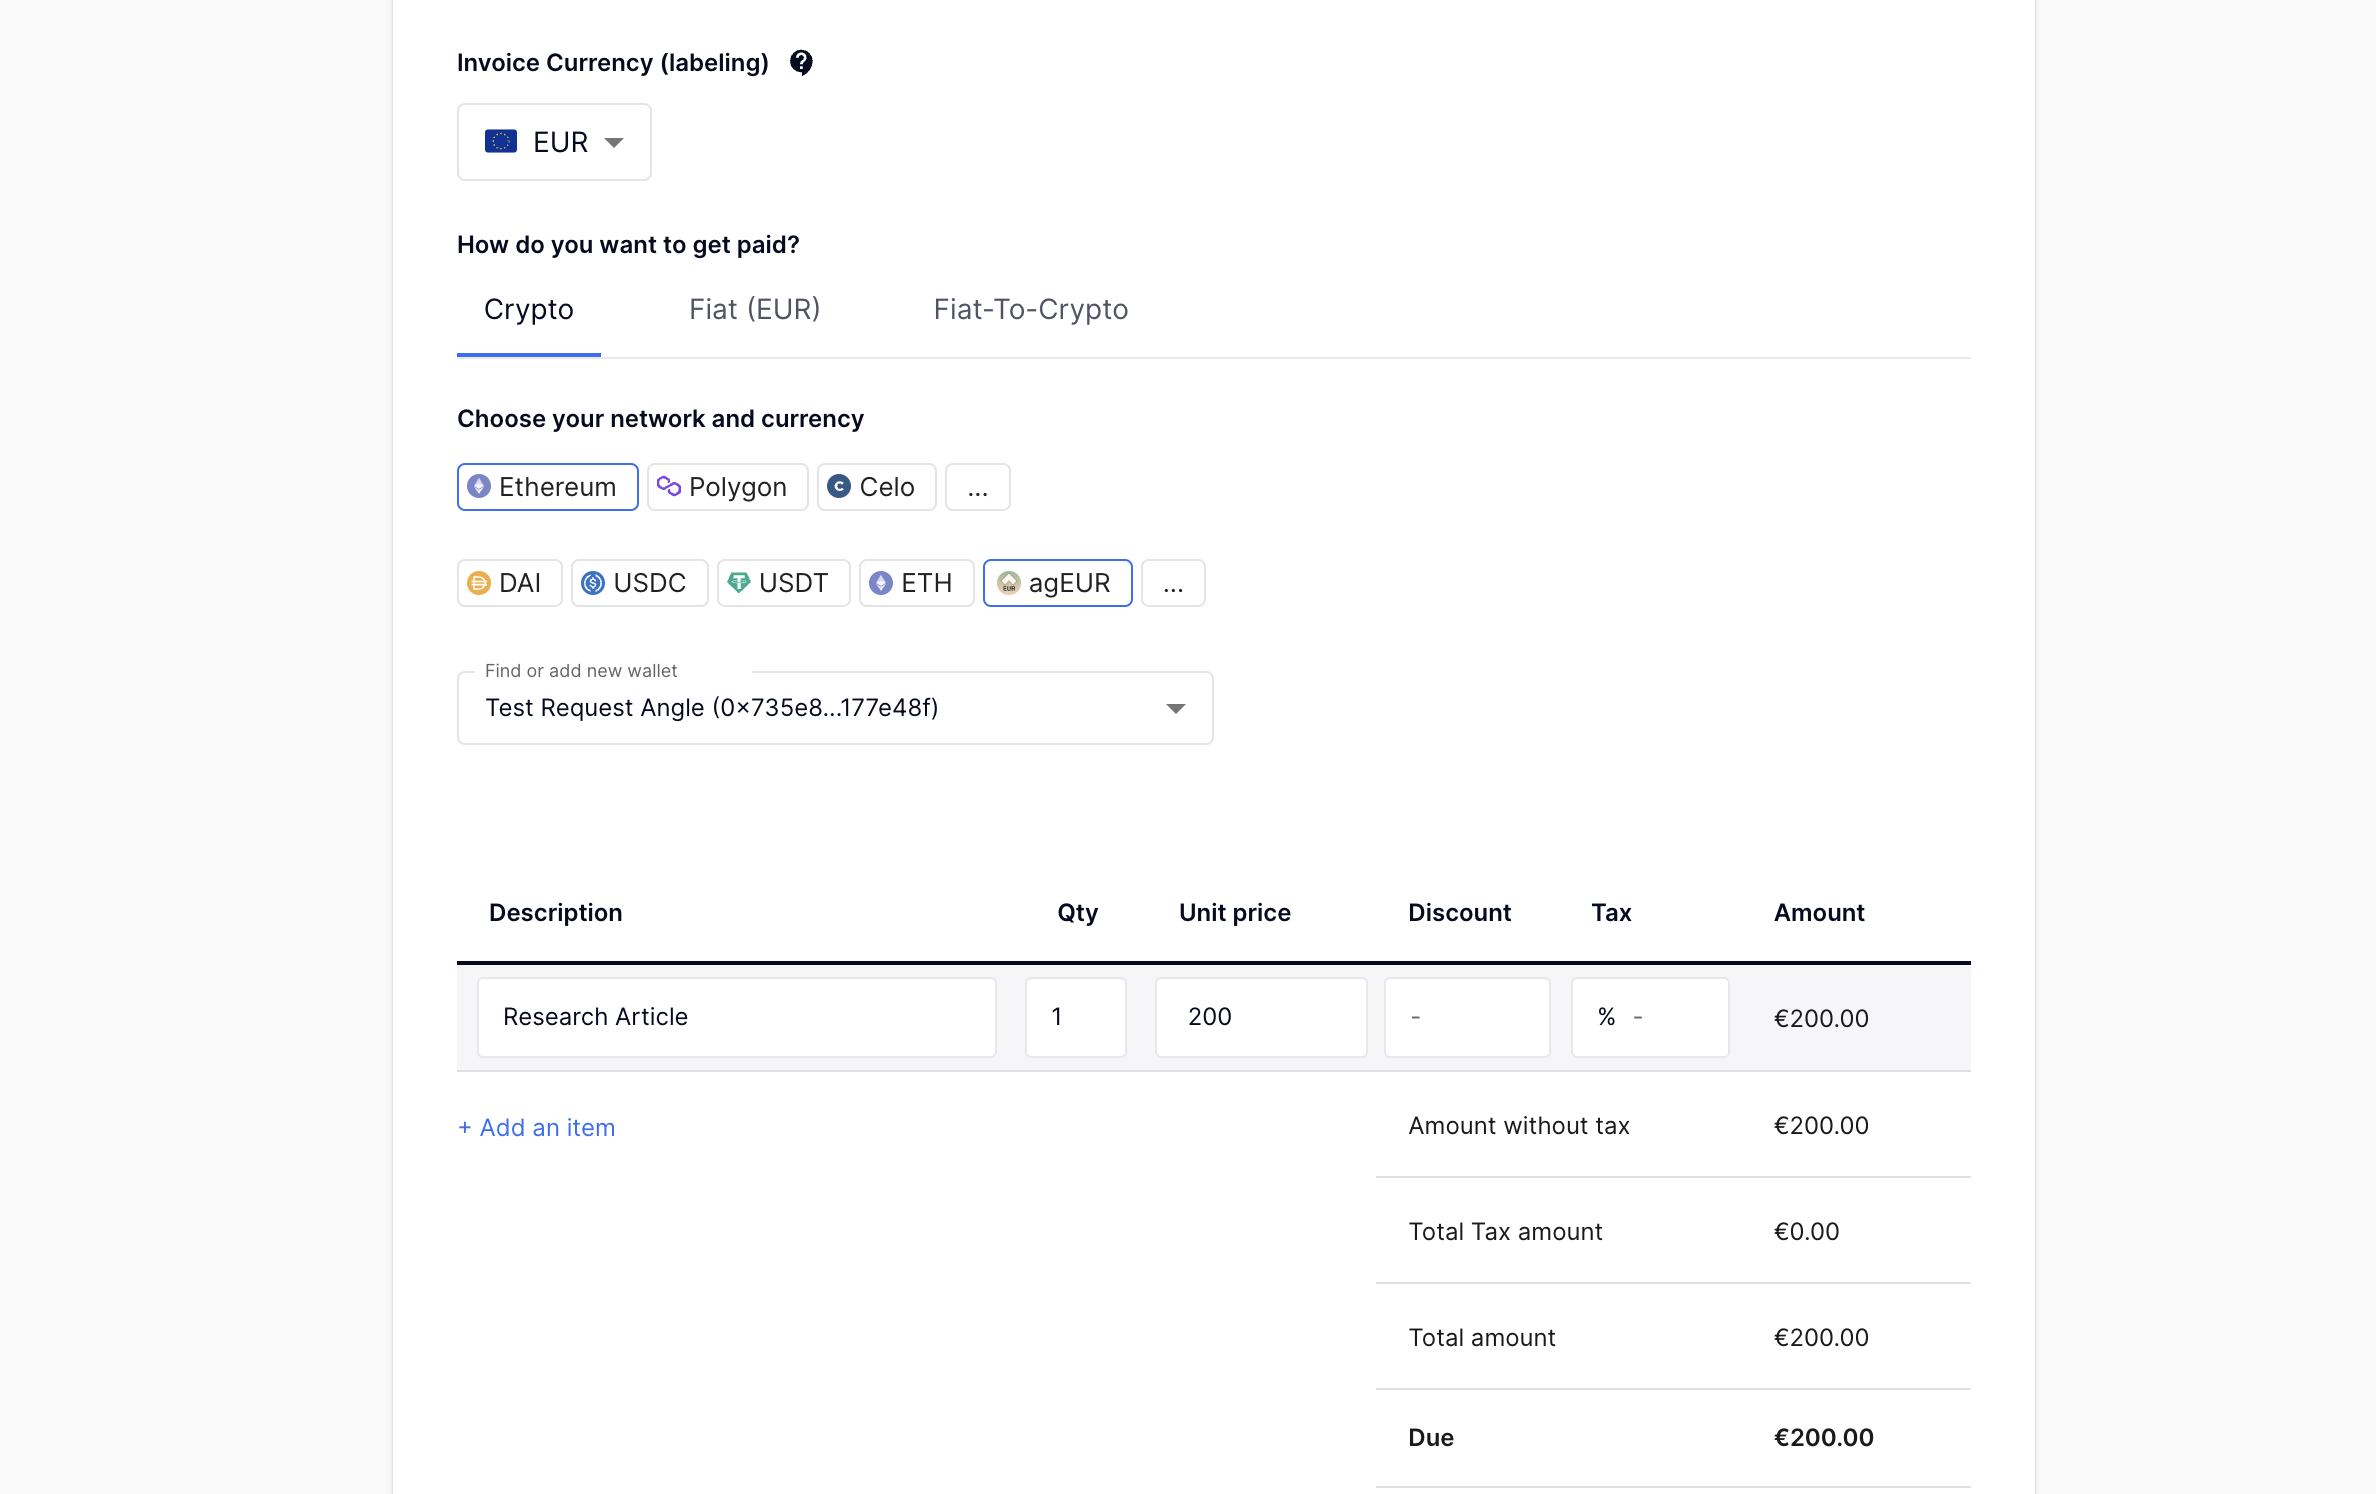 Invoice Currency (labeling)
EUR
How do you want to get paid?
Crypto Fiat (EUR) Fiat-To-Crypto
Choose your network and currency
Ethereum Polygon Celo ...
DAI USDC USDT ETH agEUR ...
Find or add new wallet
Test Request Angle (0x735e8...177e48f)
Description Qty Unit price Discount Tax Amount
Research Article 1 200 - % - €200.00
+ Add an item
Amount without tax €200.00
Total Tax amount €0.00
Total amount €200.00
Due €200.00